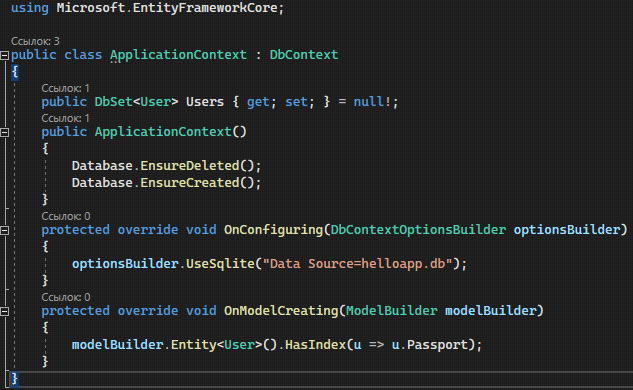 using Microsoft.EntityFrameworkCore;
Ссылок: 3
public class ApplicationContext : DbContext
{
Ссылок: 1
public DbSet<User> Users { get; set; } = null!;
Ссылок: 1
public ApplicationContext()
{
Database.EnsureDeleted();
Database.EnsureCreated();
}
Ссылок: 0
protected override void OnConfiguring(DbContextOptionsBuilder optionsBuilder)
{
optionsBuilder.UseSqlite("Data Source=helloapp.db");
}
Ссылок: 0
protected override void OnModelCreating(ModelBuilder modelBuilder)
{
modelBuilder.Entity<User>().HasIndex(u => u.Passport);
}
}